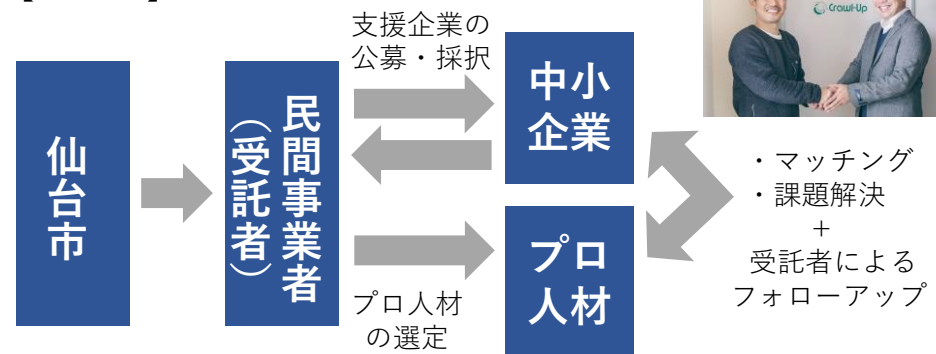 仙台市
民間事業者
（受託者）
支援企業の
公募・採択
中小
企業
プロ人材
の選定
プロ
人材
Crawl-Up
・マッチング
・課題解決
+
受託者による
フォローアップ